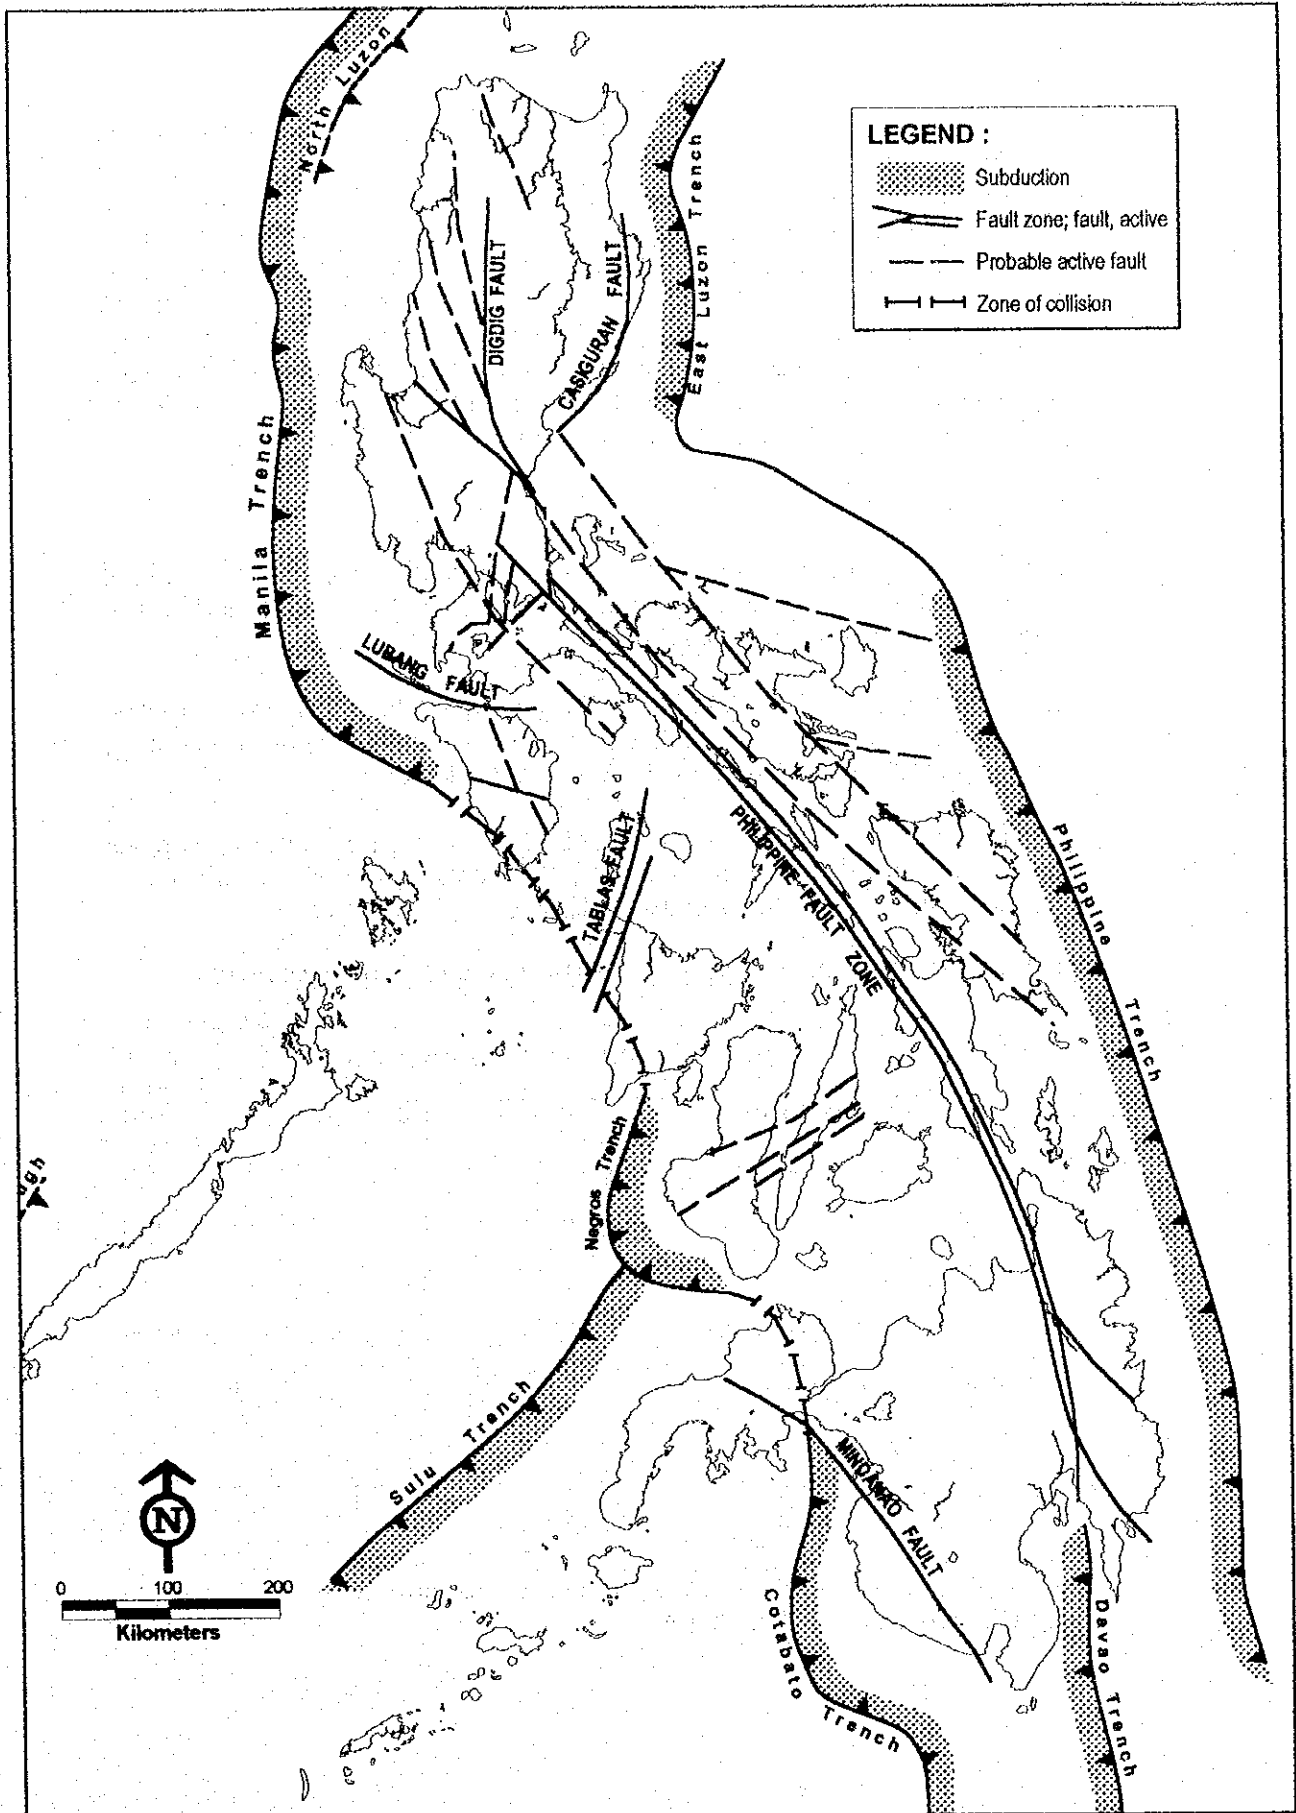 North Luzon
East Luzon Trench
LEGEND :
Subduction
Fault zone; fault, active
Probable active fault
Zone of collision
DIGDIG FAULT
CASIGURAN FAULT
Manila Trench
LUBANG FAULT
TABLAS FAULT
PHILIPPINE FAULT ZONE
Philippine Trench
ugh
Negros Trench
Sulu Trench
MINDANAO FAULT
Cotabato Trench
Davao Trench
N
0 100 200
Kilometers